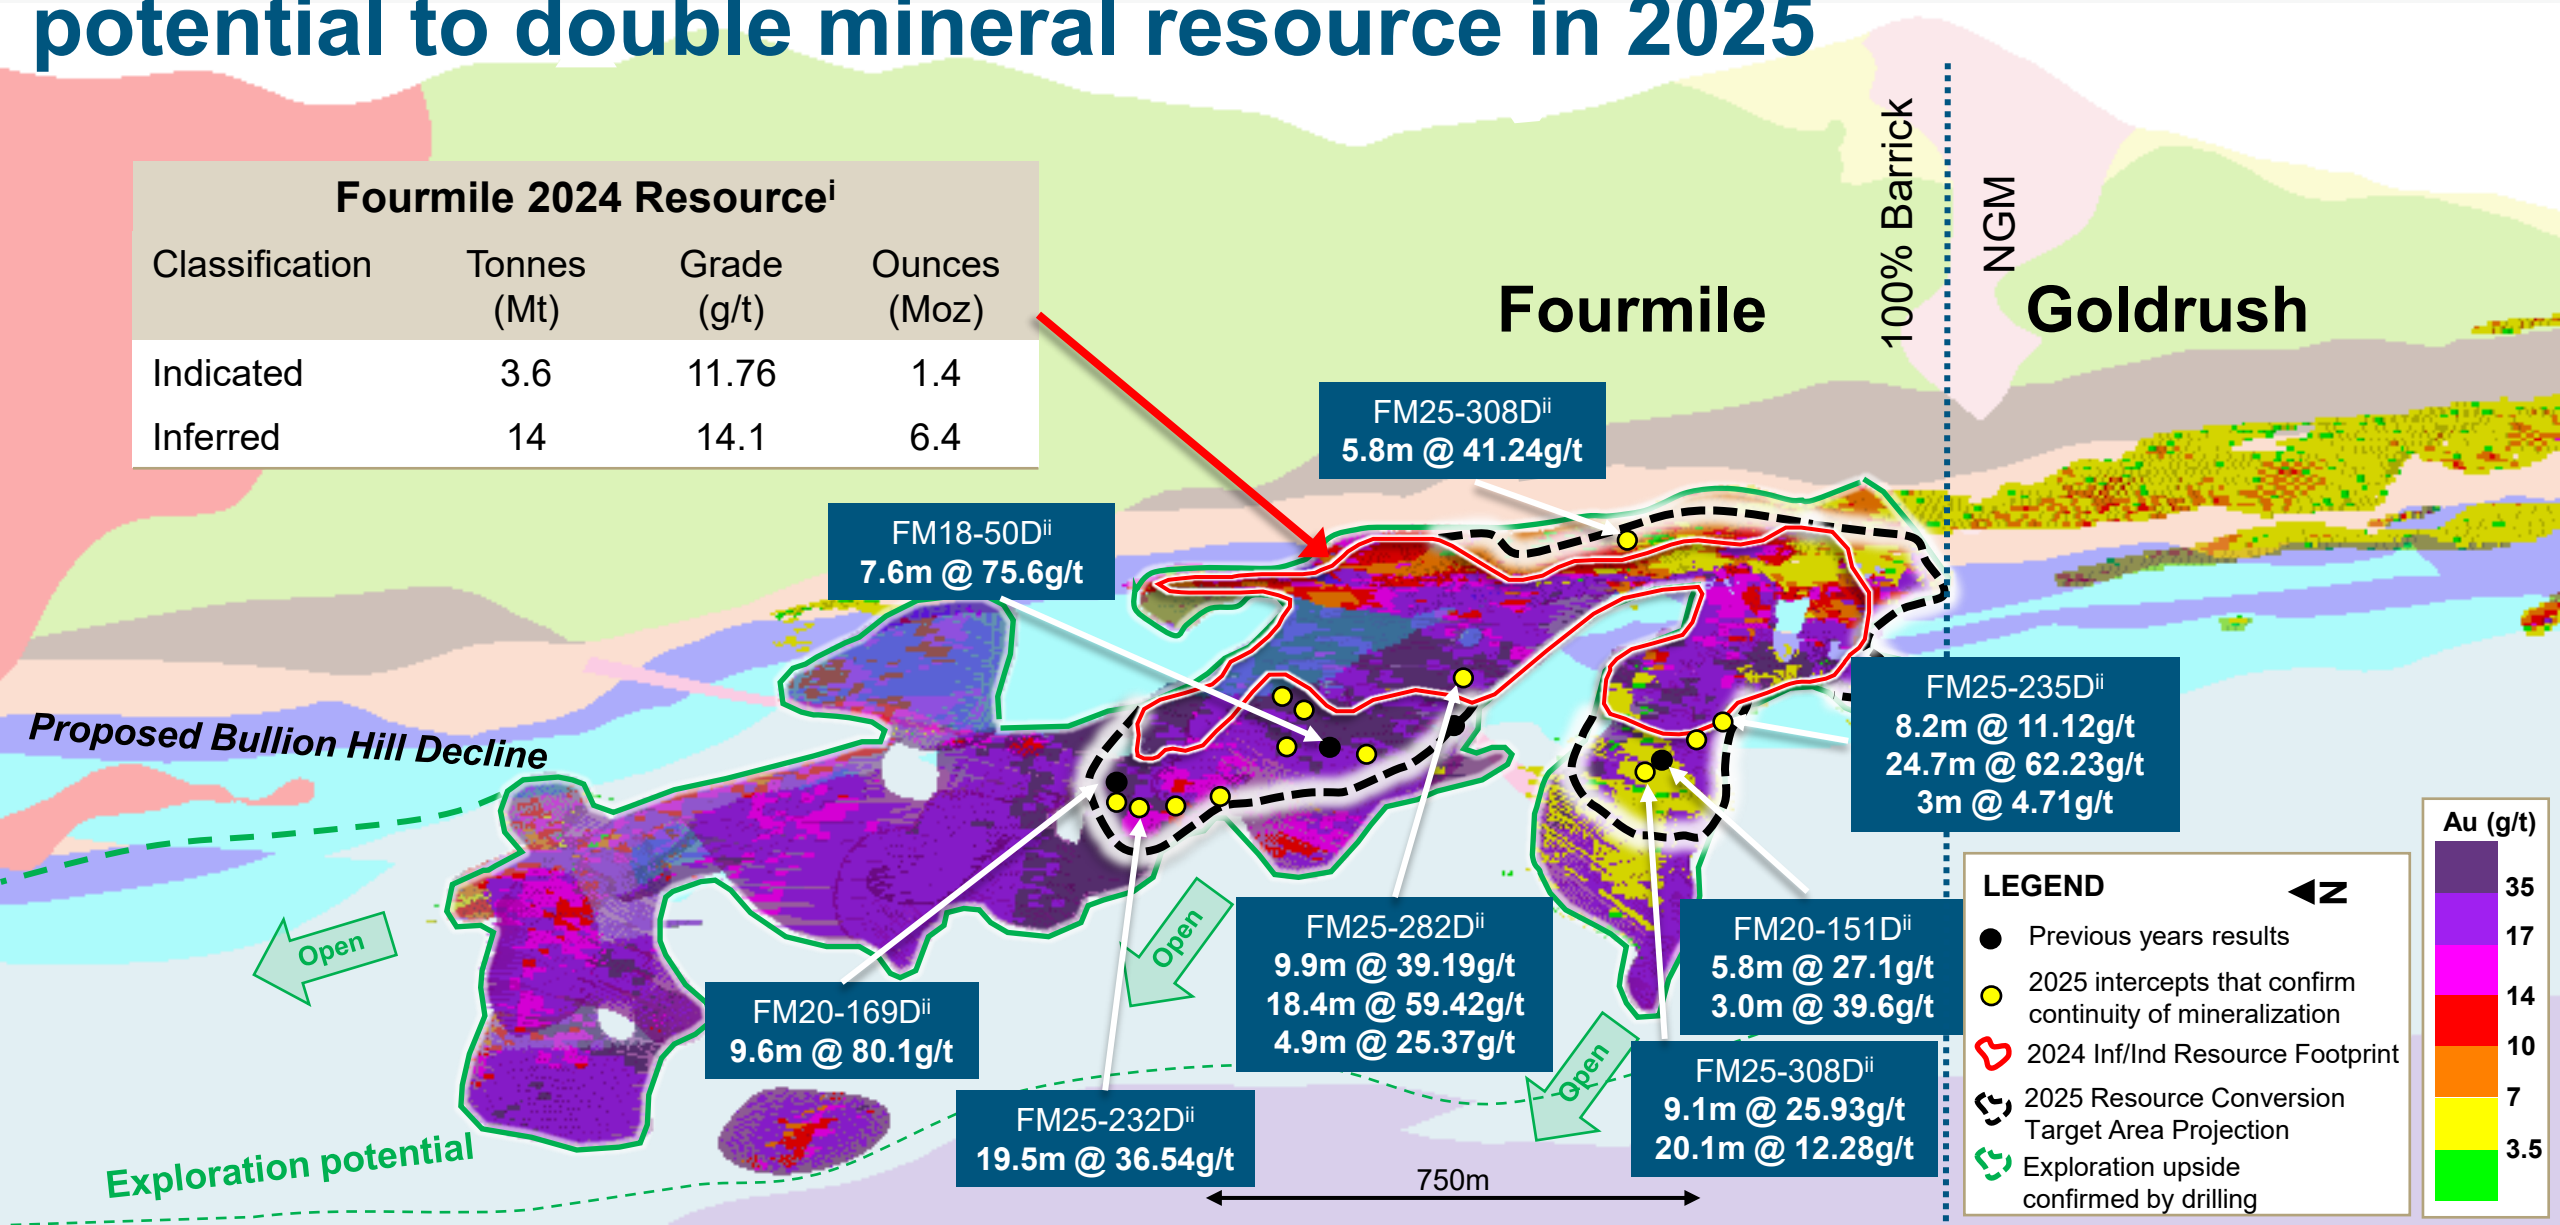 potential to double mineral resource in 2025
Fourmile 2024 Resourceⁱ
Classification Tonnes (Mt) Grade (g/t) Ounces (Moz)
Indicated 3.6 11.76 1.4
Inferred 14 14.1 6.4
100% Barrick
NGM
Fourmile
Goldrush
FM25-308Dⁱⁱ
5.8m @ 41.24g/t
FM18-50Dⁱⁱ
7.6m @ 75.6g/t
FM25-235Dⁱⁱ
8.2m @ 11.12g/t
24.7m @ 62.23g/t
3m @ 4.71g/t
Proposed Bullion Hill Decline
Open
Open
Open
FM25-282Dⁱⁱ
9.9m @ 39.19g/t
18.4m @ 59.42g/t
4.9m @ 25.37g/t
FM20-151Dⁱⁱ
5.8m @ 27.1g/t
3.0m @ 39.6g/t
FM20-169Dⁱⁱ
9.6m @ 80.1g/t
FM25-308Dⁱⁱ
9.1m @ 25.93g/t
20.1m @ 12.28g/t
FM25-232Dⁱⁱ
19.5m @ 36.54g/t
Exploration potential
750m
LEGEND
N
Previous years results
2025 intercepts that confirm
continuity of mineralization
2024 Inf/Ind Resource Footprint
2025 Resource Conversion
Target Area Projection
Exploration upside
confirmed by drilling
Au (g/t)
35
17
14
10
7
3.5